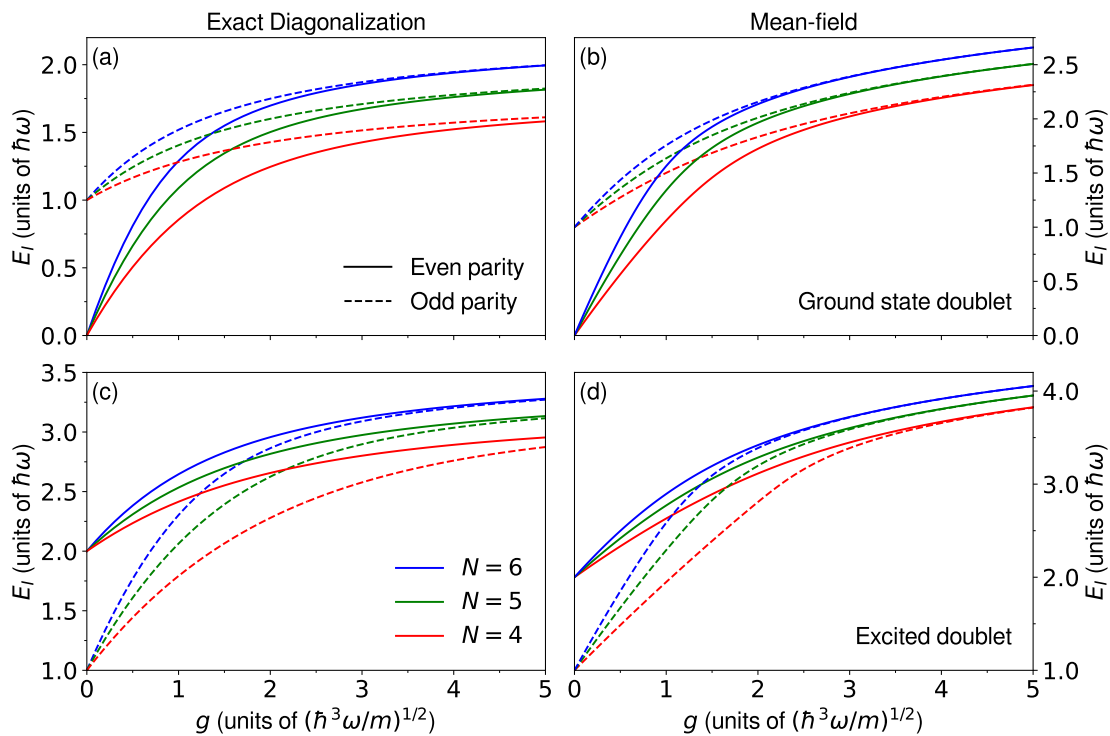 Exact Diagonalization
Mean-field
(a)
2.0
1.5
1.0
0.5
0.0
E_I (units of ℏω)
Even parity
Odd parity
(b)
2.5
2.0
1.5
1.0
0.5
0.0
E_I (units of ℏω)
Ground state doublet
(c)
3.5
3.0
2.5
2.0
1.5
1.0
E_I (units of ℏω)
N = 6
N = 5
N = 4
0 1 2 3 4 5
g (units of (ℏ³ω/m)^{1/2})
(d)
4.0
3.0
2.0
1.0
E_I (units of ℏω)
Excited doublet
0 1 2 3 4 5
g (units of (ℏ³ω/m)^{1/2})